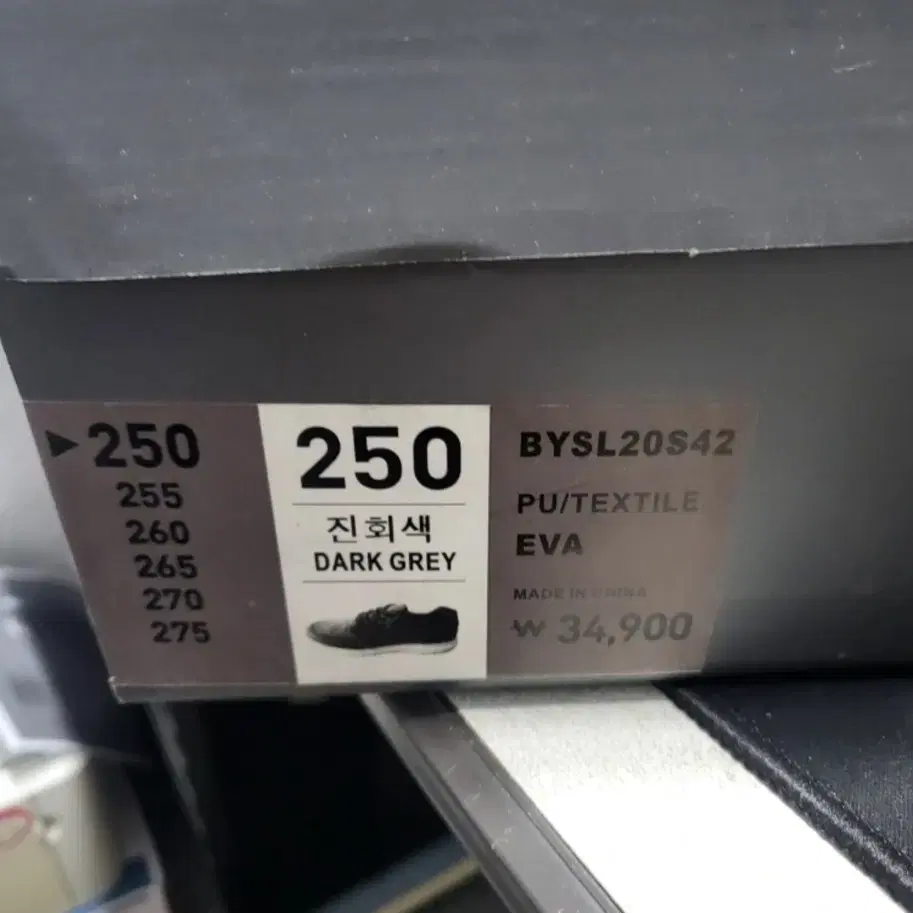 ▶250
255
260
265
270
275
250
진회색
DARK GREY
BYSL20S42
PU/TEXTILE
EVA
MADE IN CHINA
₩ 34,900